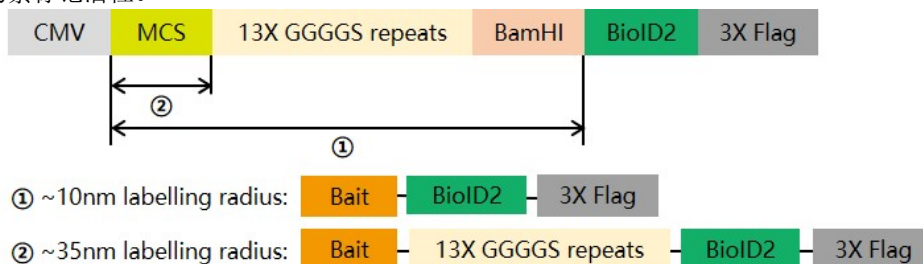 CMV MCS 13X GGGGS repeats BamHI BioID2 3X Flag
②
①
① ~10nm labelling radius: Bait BioID2 3X Flag
② ~35nm labelling radius: Bait 13X GGGGS repeats BioID2 3X Flag